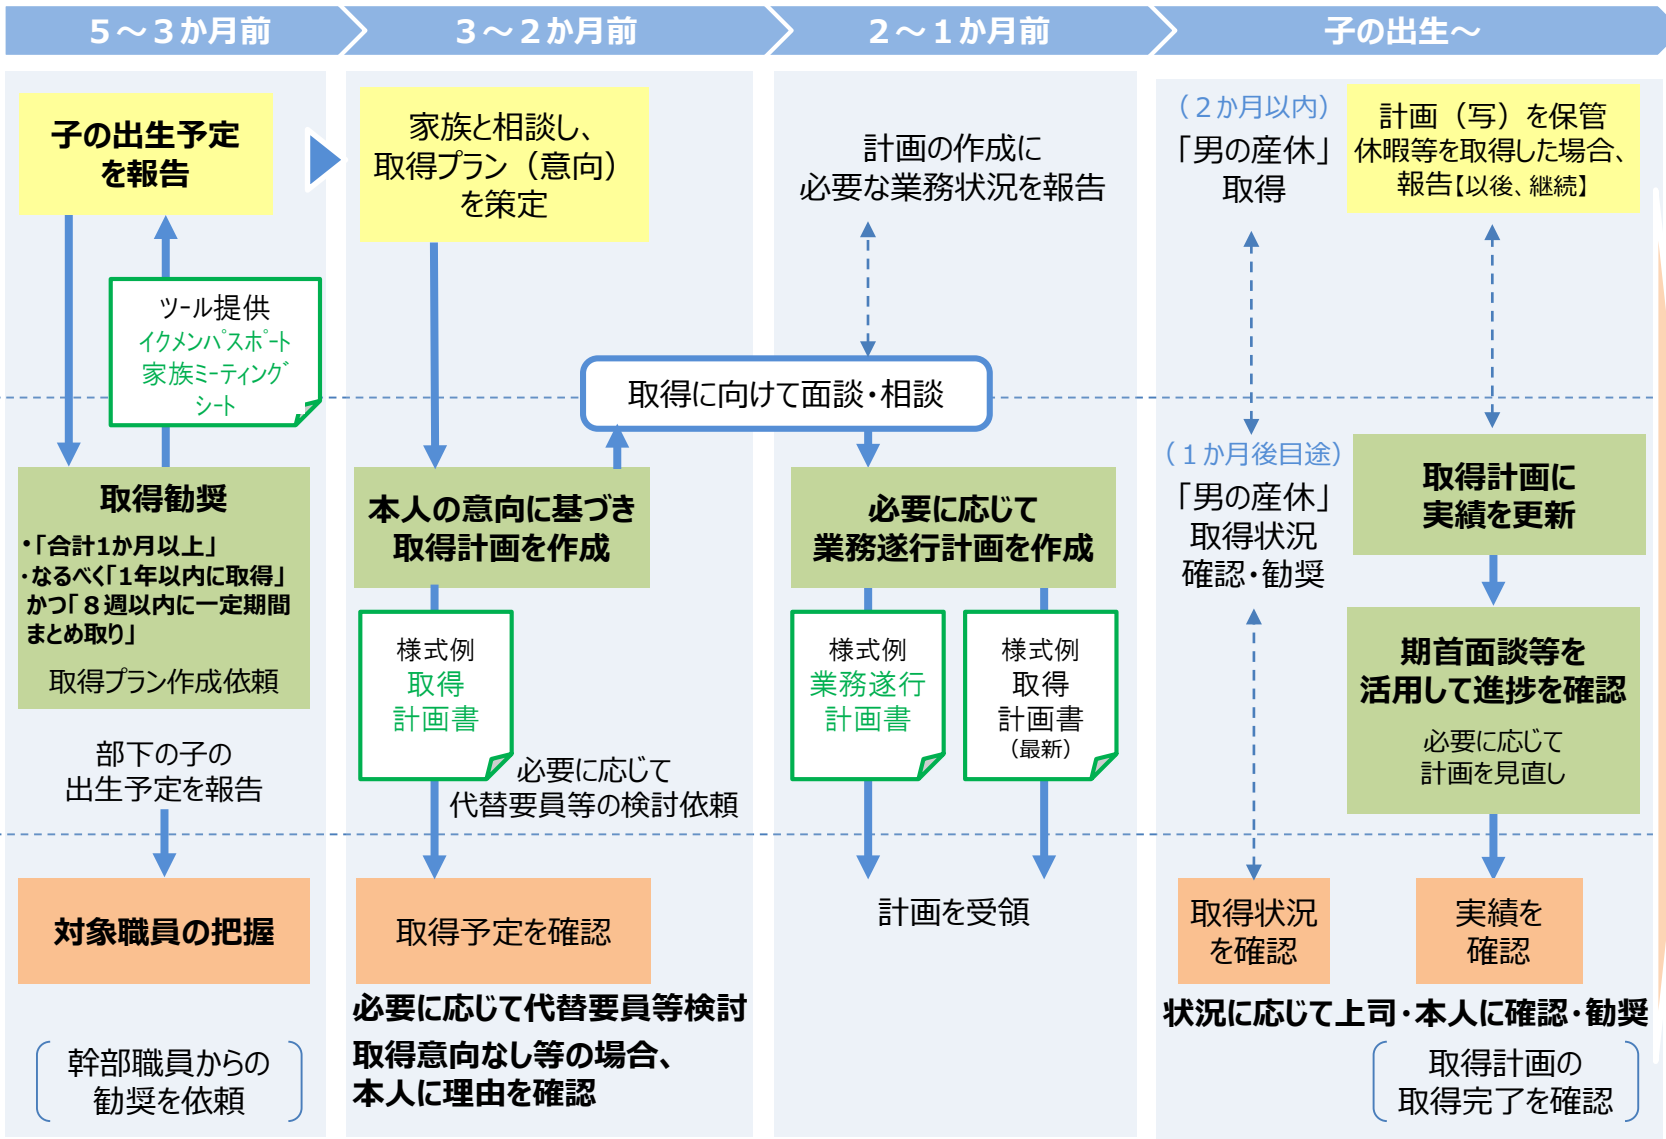 5～3か月前
3～2か月前
2～1か月前
子の出生～
子の出生予定
を報告
ツール提供
イクメンパスポート
家族ミーティング
シート
取得勧奨
・「合計1か月以上」
・なるべく「1年以内に取得」
かつ「８週以内に一定期間
まとめ取り」
取得プラン作成依頼
部下の子の
出生予定を報告
対象職員の把握
幹部職員からの
勧奨を依頼
家族と相談し、
取得プラン（意向）
を策定
取得に向けて面談・相談
本人の意向に基づき
取得計画を作成
様式例
取得
計画書
必要に応じて
代替要員等の検討依頼
取得予定を確認
必要に応じて代替要員等検討
取得意向なし等の場合、
本人に理由を確認
計画の作成に
必要な業務状況を報告
必要に応じて
業務遂行計画を作成
様式例
業務遂行
計画書
様式例
取得
計画書
（最新）
計画を受領
（２か月以内）
「男の産休」
取得
（１か月後目途）
「男の産休」
取得状況
確認・勧奨
取得状況
を確認
計画（写）を保管
休暇等を取得した場合、
報告【以後、継続】
取得計画に
実績を更新
期首面談等を
活用して進捗を確認
必要に応じて
計画を見直し
実績を
確認
状況に応じて上司・本人に確認・勧奨
取得計画の
取得完了を確認